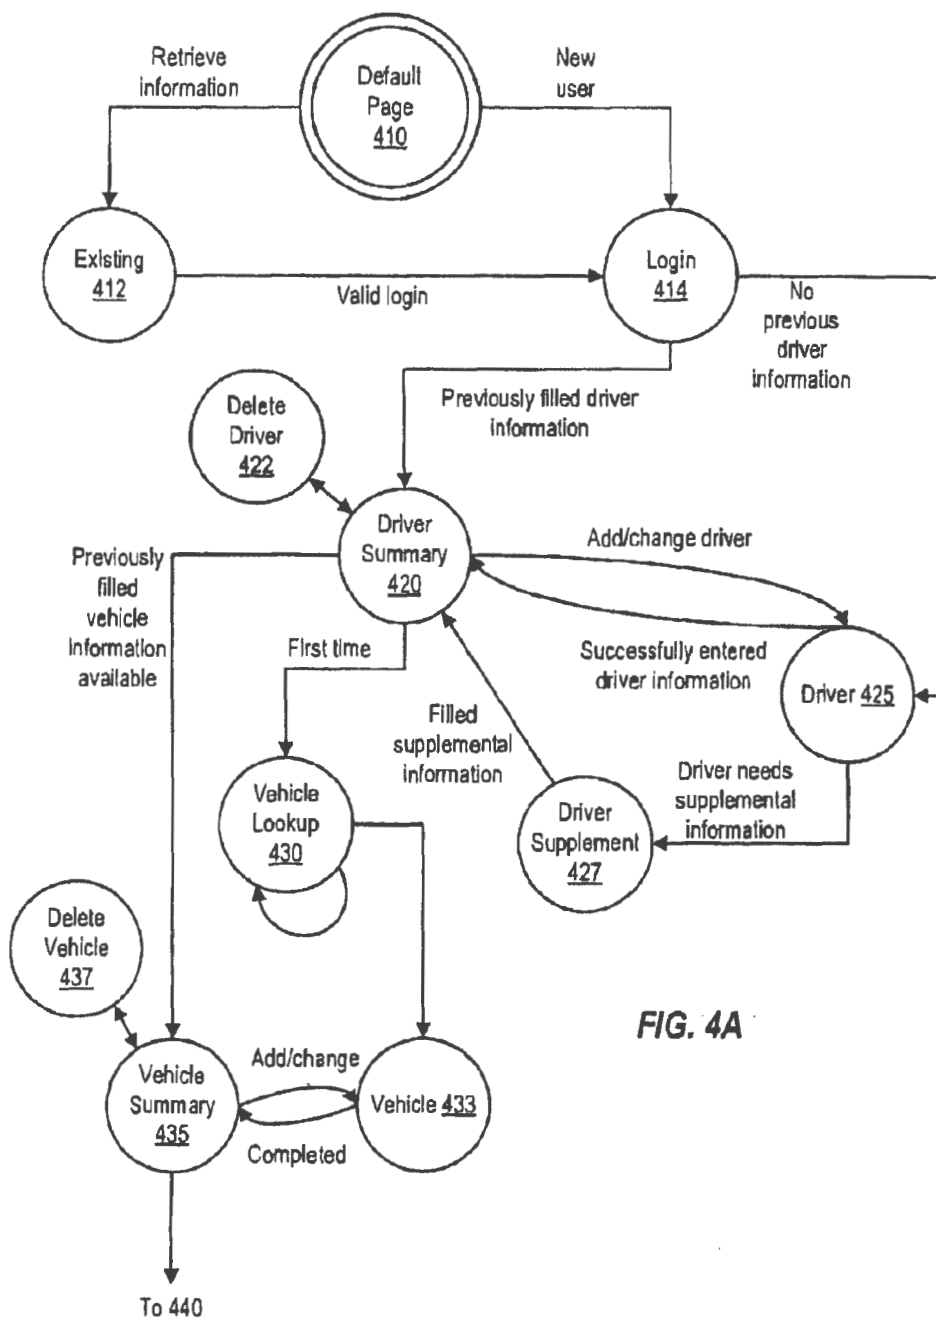 Retrieve
information
Default
Page
410
New
user
Existing
412
Valid login
Login
414
No
previous
driver
information
Previously filled driver
information
Delete
Driver
422
Driver
Summary
420
Add/change driver
Previously
filled
vehicle
information
available
First time
Successfully entered
driver information
Driver 425
Filled
supplemental
information
Driver needs
supplemental
information
Vehicle
Lookup
430
Driver
Supplement
427
Delete
Vehicle
437
FIG. 4A
Vehicle
Summary
435
Add/change
Vehicle 433
Completed
To 440